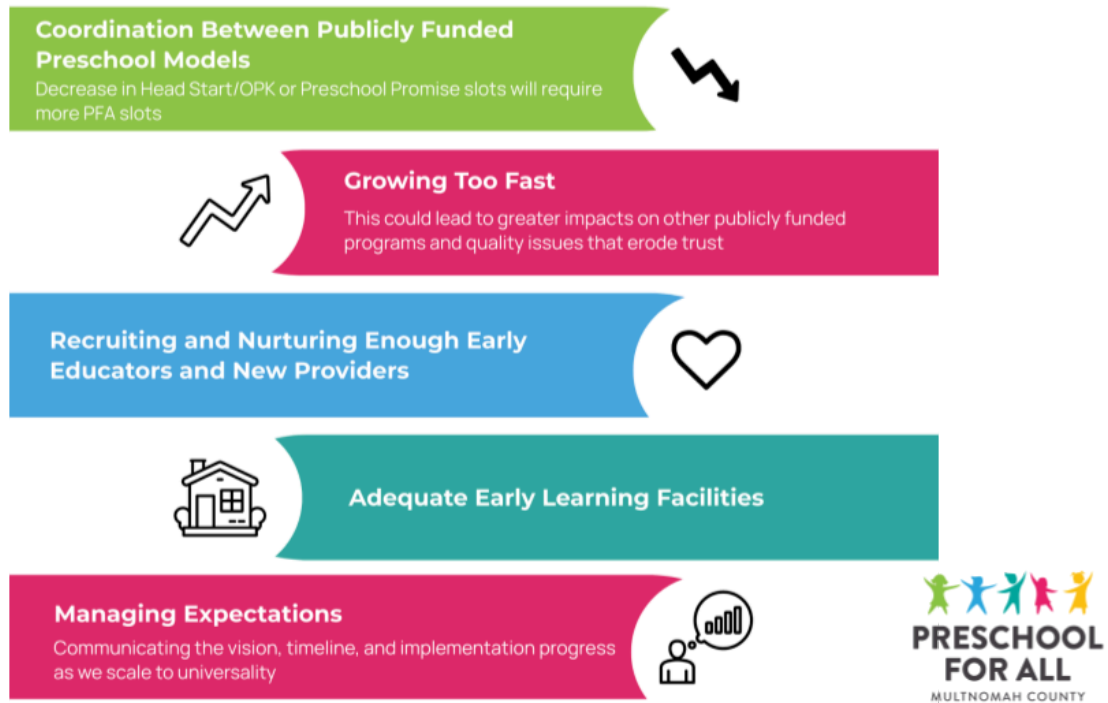 Coordination Between Publicly Funded
Preschool Models
Decrease in Head Start/OPK or Preschool Promise slots will require
more PFA slots
Growing Too Fast
This could lead to greater impacts on other publicly funded
programs and quality issues that erode trust
Recruiting and Nurturing Enough Early
Educators and New Providers
Adequate Early Learning Facilities
Managing Expectations
Communicating the vision, timeline, and implementation progress
as we scale to universality
PRESCHOOL
FOR ALL
MULTNOMAH COUNTY